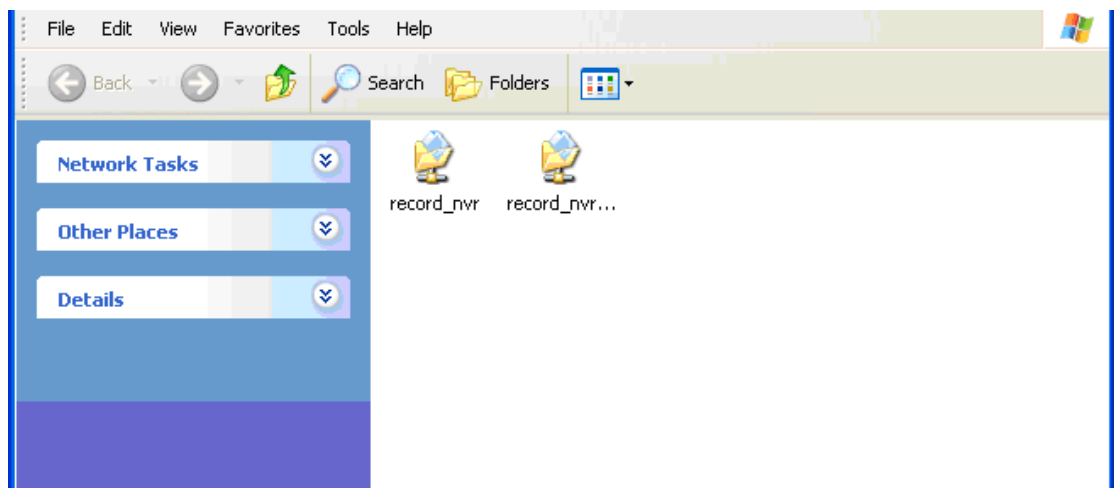 File Edit View Favorites Tools Help
Back Search Folders
Network Tasks
Other Places
Details
record_nvr record_nvr...